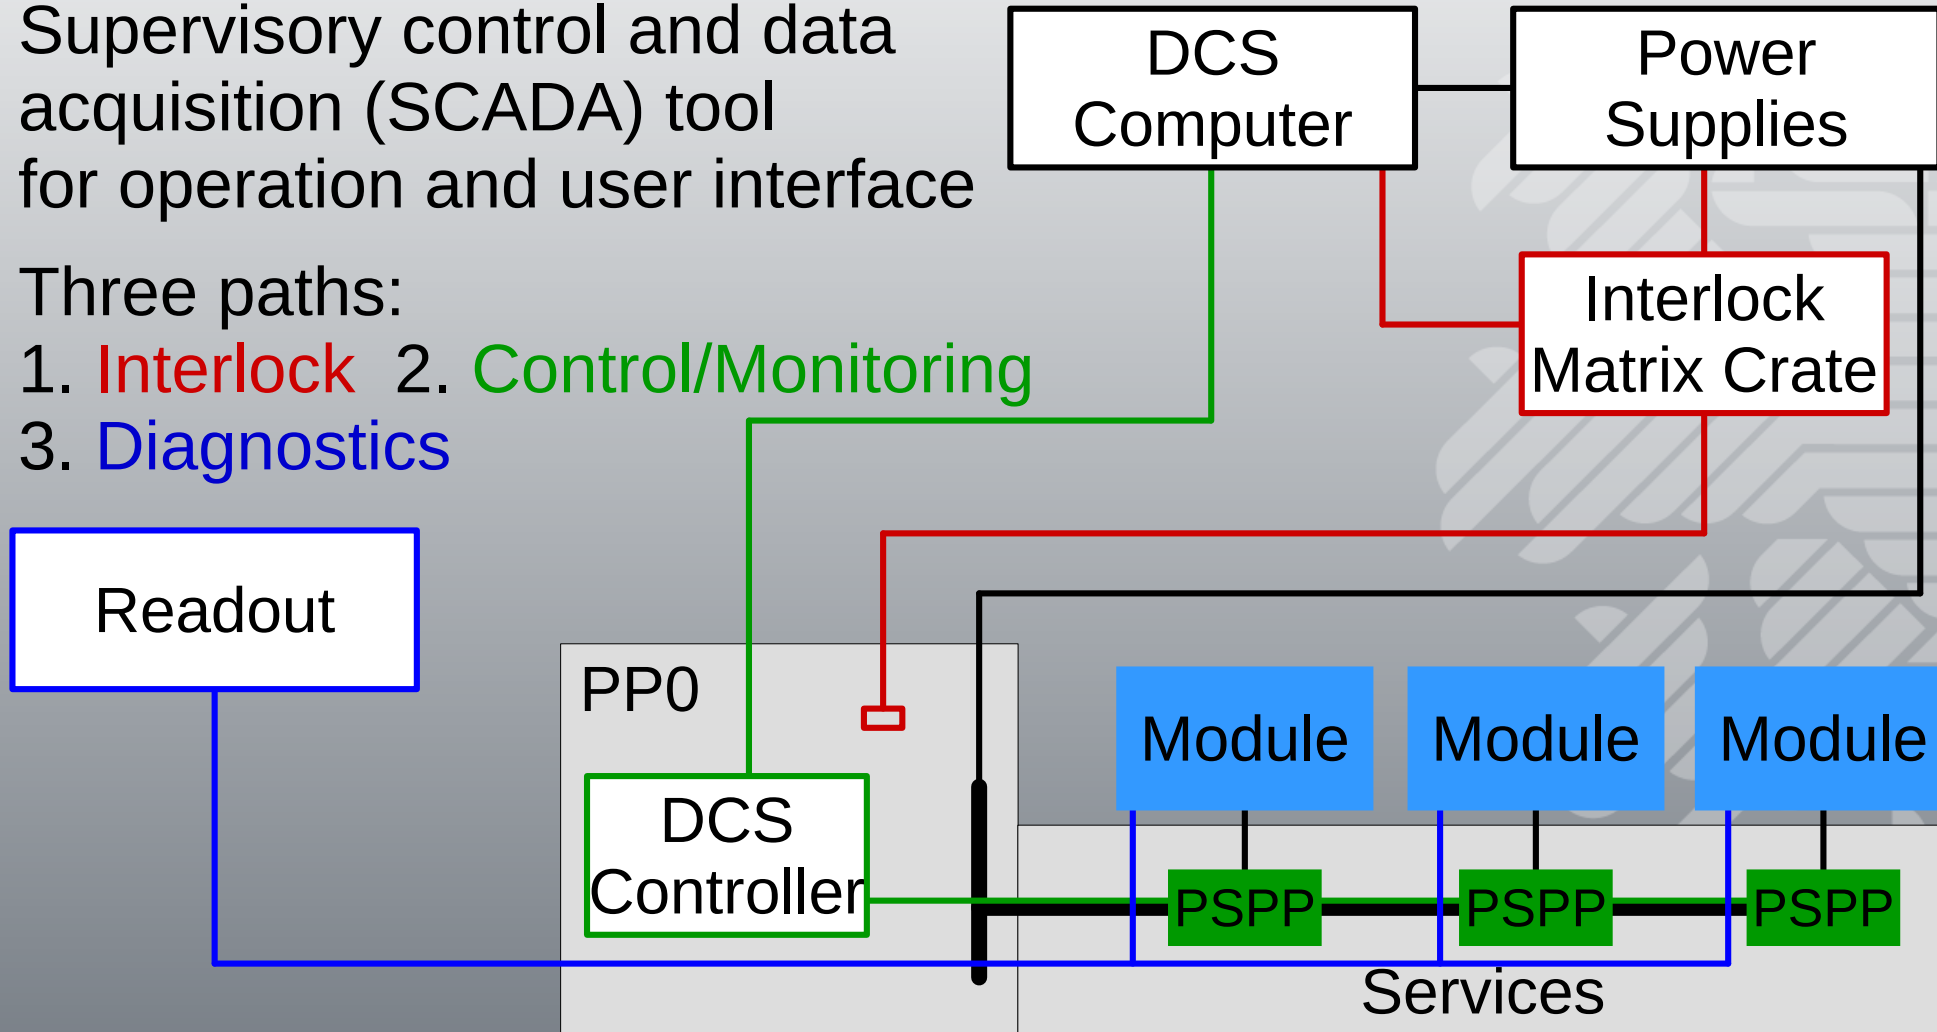 Supervisory control and data
acquisition (SCADA) tool
for operation and user interface
Three paths:
1. Interlock 2. Control/Monitoring
3. Diagnostics
DCS
Computer
Power
Supplies
Interlock
Matrix Crate
Readout
PP0
DCS
Controller
Module
Module
Module
PSPP
PSPP
PSPP
Services